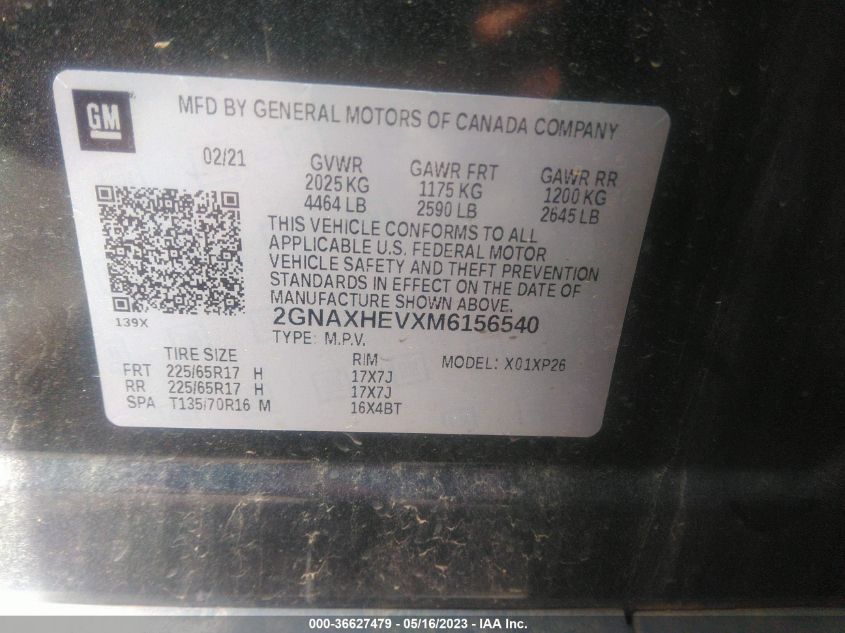 GM
MFD BY GENERAL MOTORS OF CANADA COMPANY
02/21 GVWR GAWR FRT GAWR RR
2025 KG 1175 KG 1200 KG
4464 LB 2590 LB 2645 LB
THIS VEHICLE CONFORMS TO ALL
APPLICABLE U.S. FEDERAL MOTOR
VEHICLE SAFETY AND THEFT PREVENTION
STANDARDS IN EFFECT ON THE DATE OF
MANUFACTURE SHOWN ABOVE.
139X 2GNAXHEVXM6156540
TYPE: M.P.V.
TIRE SIZE RIM MODEL: X01XP26
FRT 225/65R17 H 17X7J
RR 225/65R17 H 17X7J
SPA T135/70R16 M 16X4BT
000-36627479 - 05/16/2023 - IAA Inc.